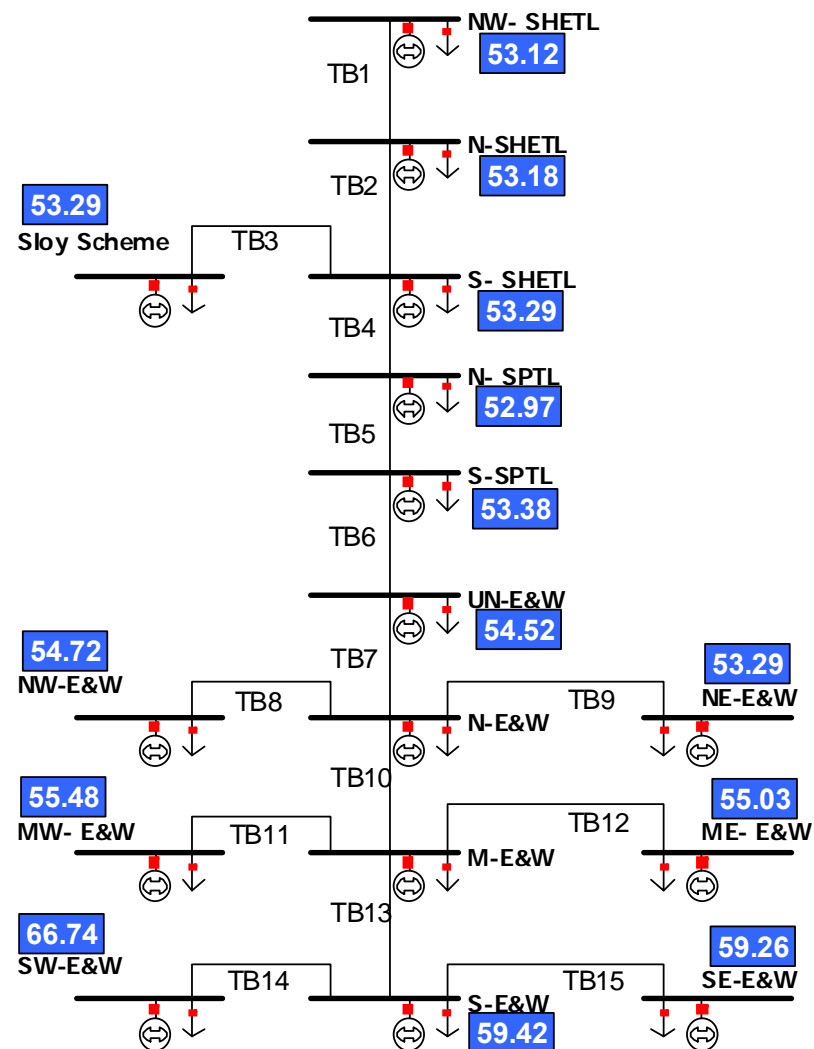 NW- SHETL
53.12
TB1
N-SHETL
53.18
TB2
53.29
Sloy Scheme
TB3
S- SHETL
53.29
TB4
N- SPTL
52.97
TB5
S-SPTL
53.38
TB6
UN-E&W
54.52
TB7
54.72
NW-E&W
TB8
N-E&W
TB9
53.29
NE-E&W
TB10
55.48
MW- E&W
TB11
M-E&W
TB12
55.03
ME- E&W
TB13
66.74
SW-E&W
TB14
S-E&W
59.42
TB15
59.26
SE-E&W